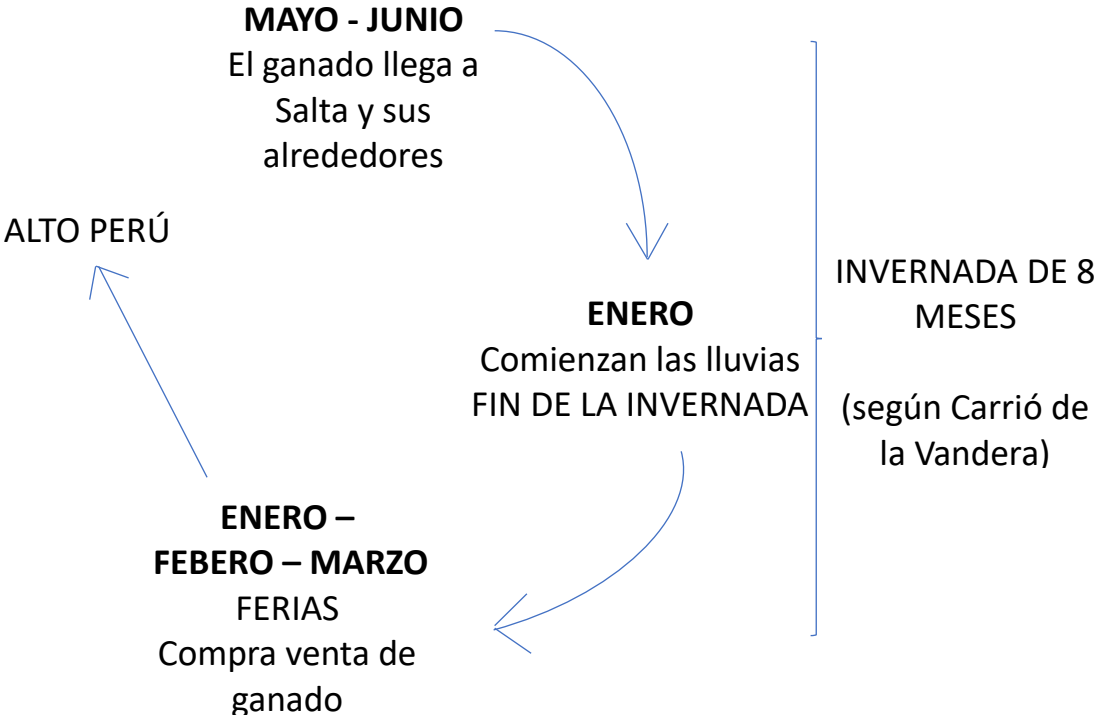 MAYO - JUNIO
El ganado llega a
Salta y sus
alrededores
ALTO PERÚ
ENERO
Comienzan las lluvias
FIN DE LA INVERNADA
INVERNADA DE 8
MESES
(según Carrió de
la Vandera)
ENERO –
FEBERO – MARZO
FERIAS
Compra venta de
ganado